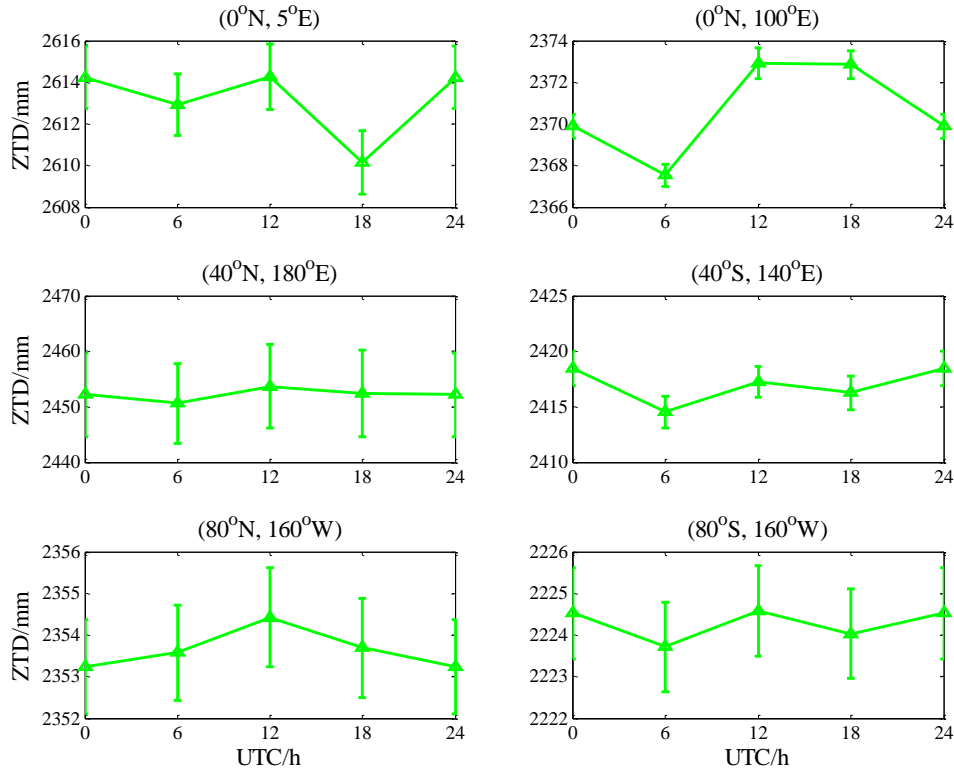 (0°N, 5°E)
(0°N, 100°E)
ZTD/mm
2616
2614
2612
2610
2608
0 6 12 18 24
2374
2372
2370
2368
2366
0 6 12 18 24
(40°N, 180°E)
(40°S, 140°E)
ZTD/mm
2470
2460
2450
2440
0 6 12 18 24
2425
2420
2415
2410
0 6 12 18 24
(80°N, 160°W)
(80°S, 160°W)
ZTD/mm
2356
2355
2354
2353
2352
0 6 12 18 24
UTC/h
2226
2225
2224
2223
2222
0 6 12 18 24
UTC/h